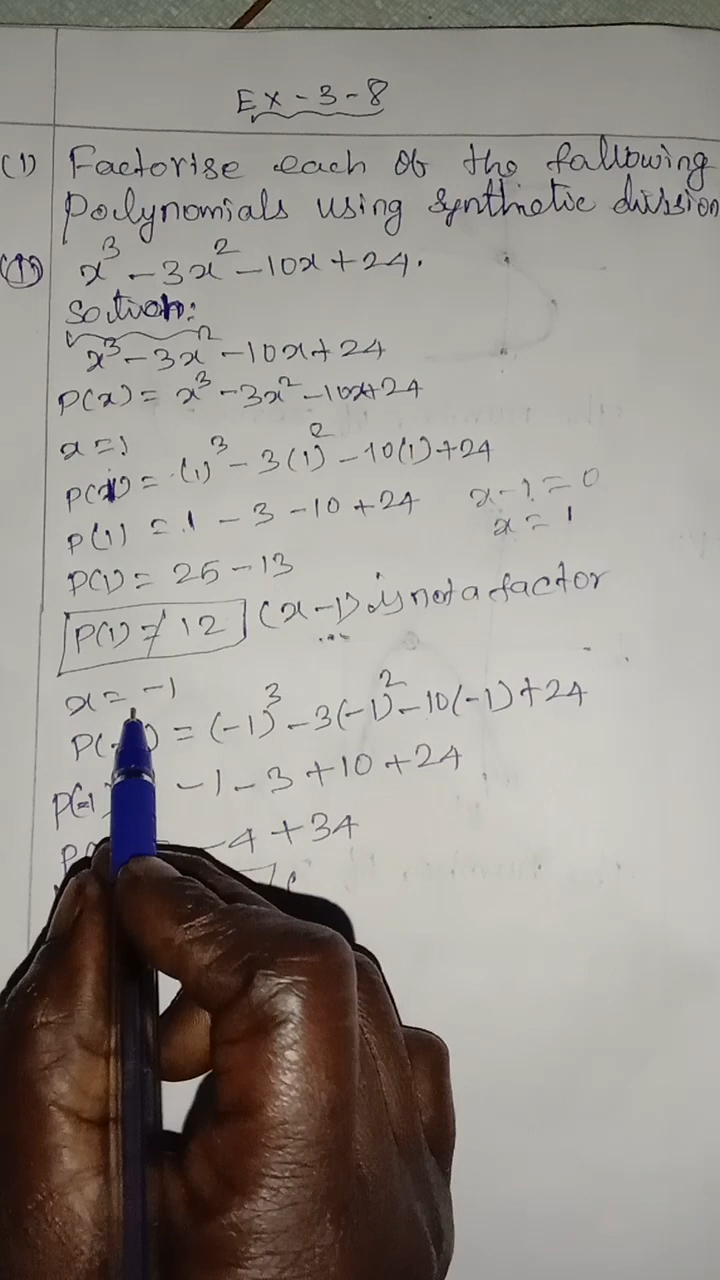 Ex-3-8
(1) Factorise each of the fallowing
polynomials using synthetic division
(1) x³ - 3x² - 10x + 24.
Sotion:
x³ - 3x² - 10x + 24
P(x) = x³ - 3x² - 10x + 24
x = 1
P(1) = (1)³ - 3(1)² - 10(1) + 24
P(1) = 1 - 3 - 10 + 24 x - 1 = 0
x = 1
P(1) = 25 - 13
P(1) ≠ 12 (x - 1) is not a factor
x = -1
= (-1)³ - 3(-1)² - 10(-1) + 24
-1 - 3 + 10 + 24
-4 + 34